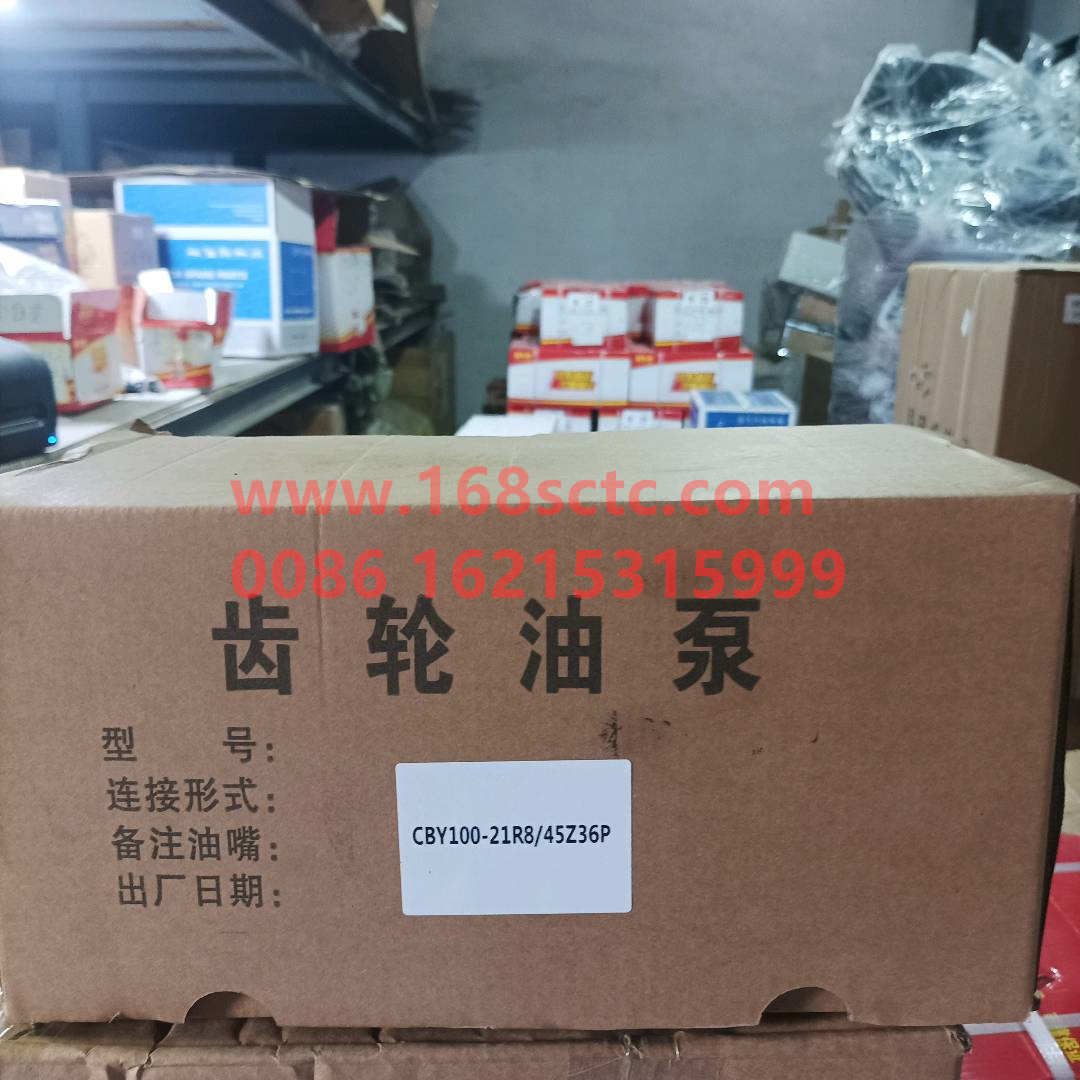 www.168sctc.com
0086 16215315999
齿轮油泵
型 号:
连接形式:
备注油嘴:
出厂日期:
CBY100-21R8/45Z36P